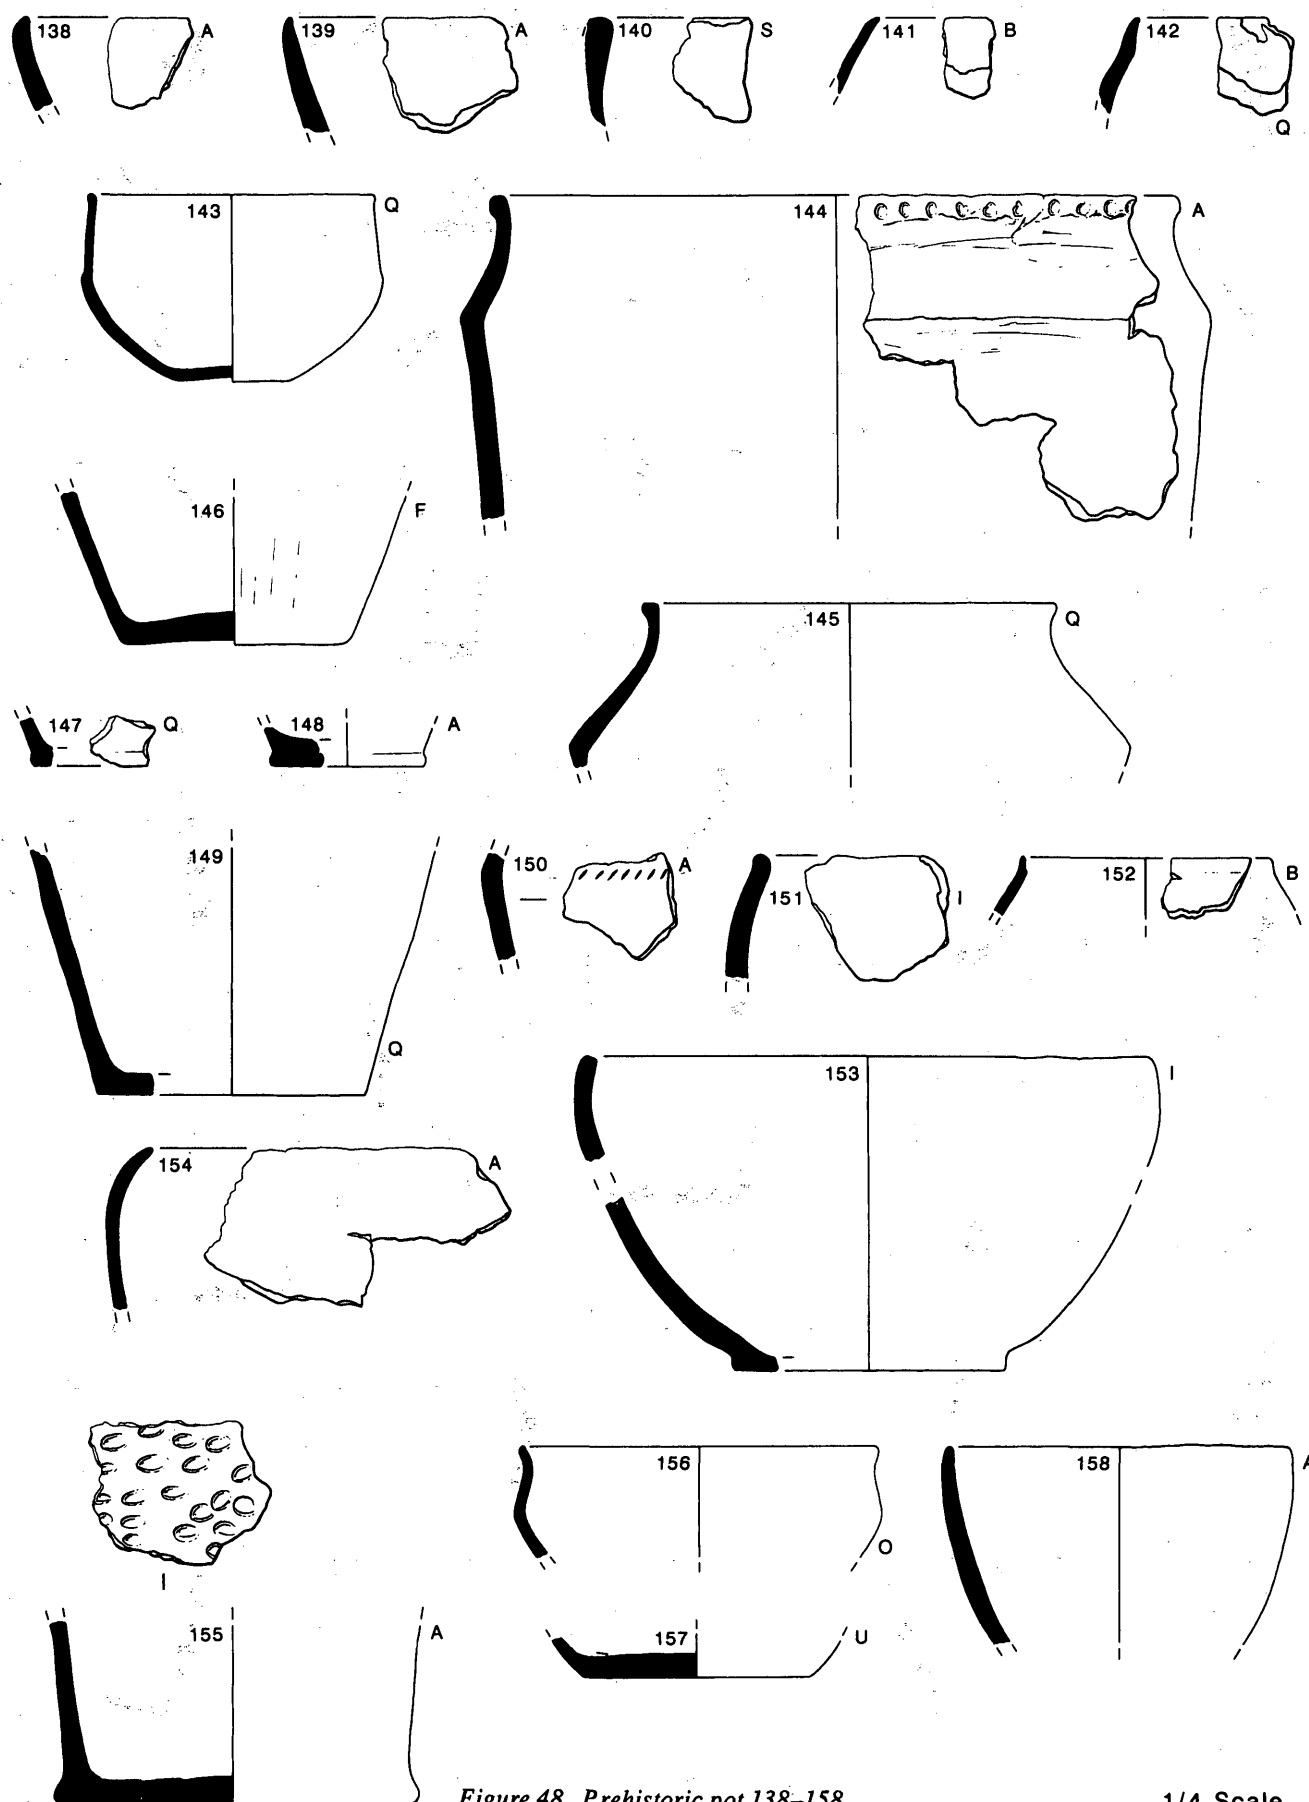 138 A 139 A 140 S 141 B 142
Q
143 Q 144 A
146 F
145 Q
147 Q 148 A
149 150 A 151 I 152 B
Q
153 I
154 A
156 158 A
O
I
155 A 157 U
Figure 48 Prehistoric pot 138–158 1/4 Scale